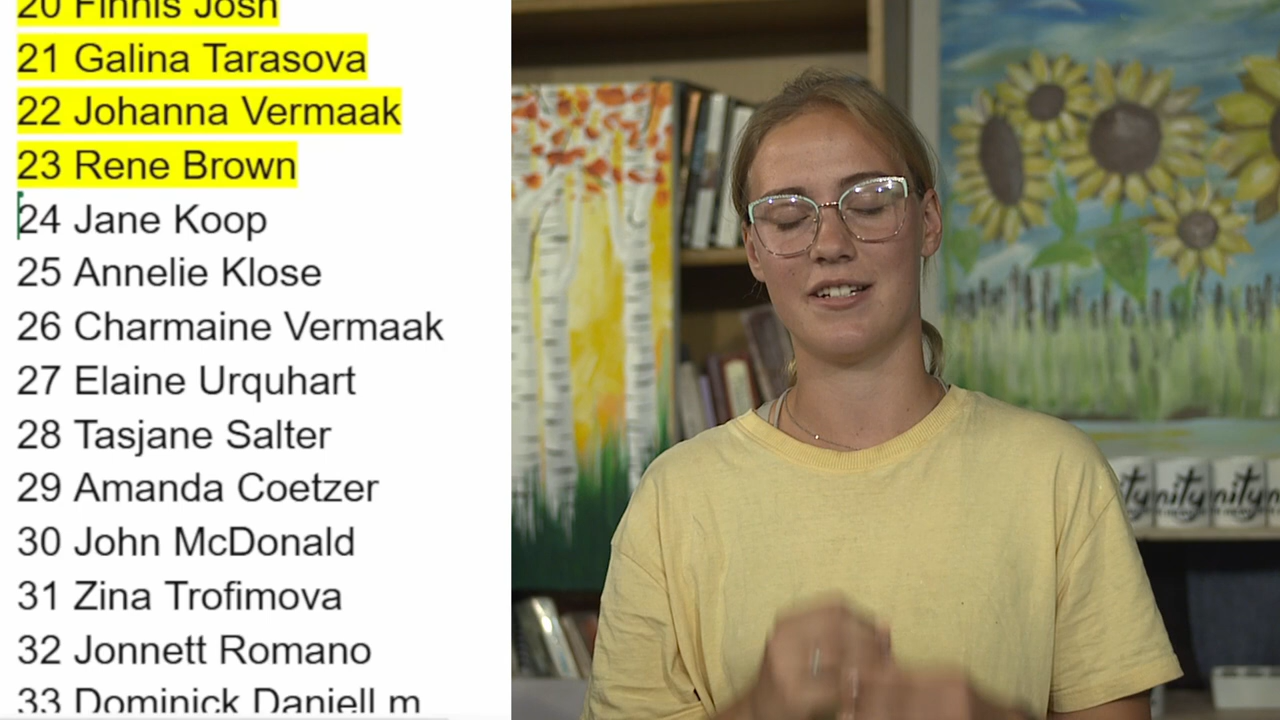 20 Finnis Josh
21 Galina Tarasova
22 Johanna Vermaak
23 Rene Brown
24 Jane Koop
25 Annelie Klose
26 Charmaine Vermaak
27 Elaine Urquhart
28 Tasjane Salter
29 Amanda Coetzer
30 John McDonald
31 Zina Trofimova
32 Jonnett Romano
33 Dominick Daniell m